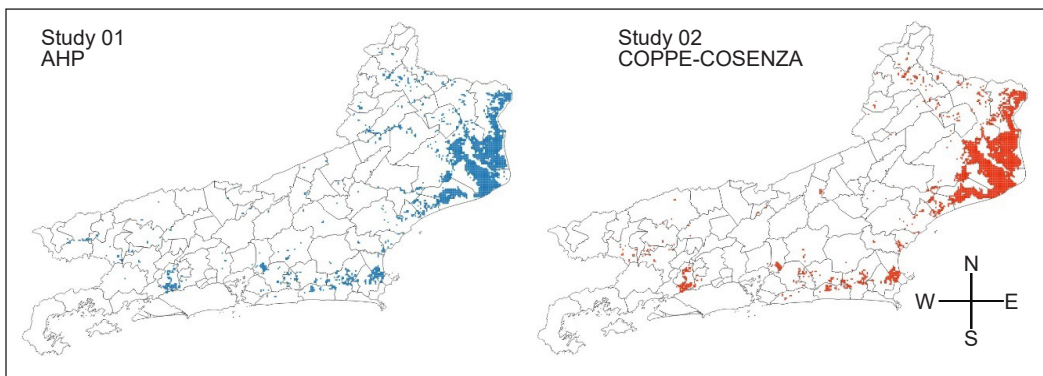 Study 01
AHP
Study 02
COPPE-COSENZA
N
W
E
S